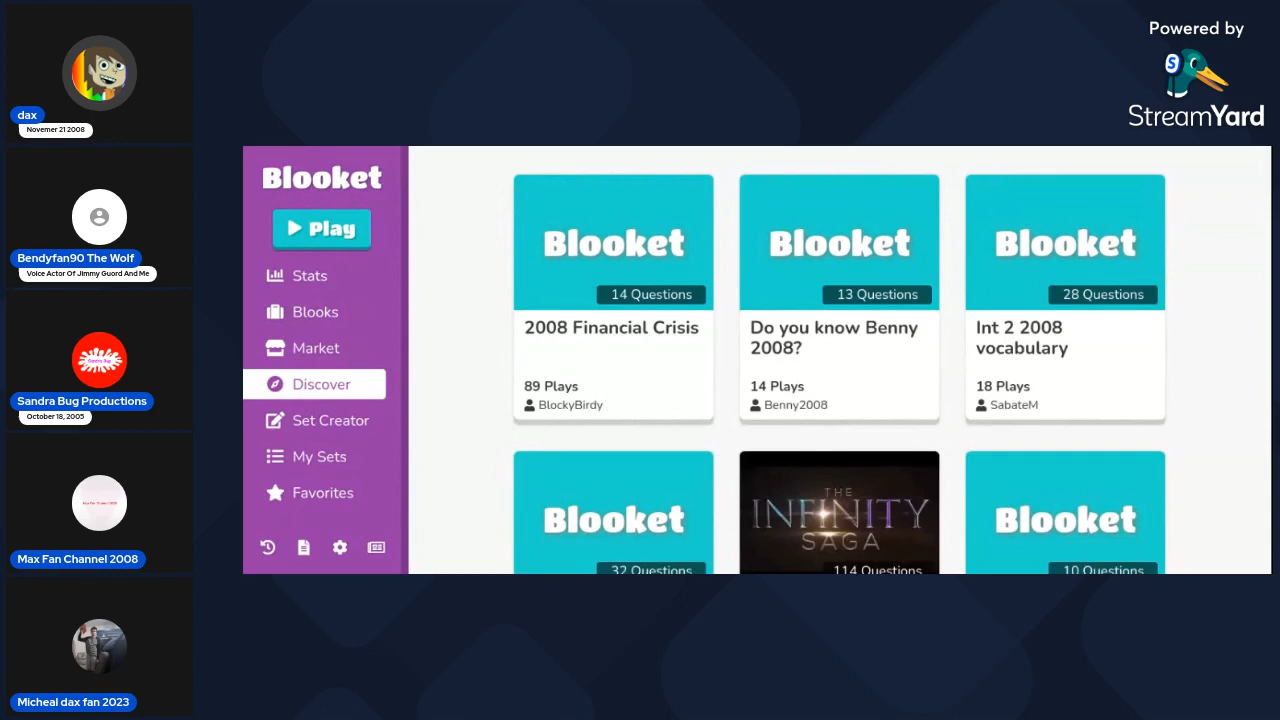 dax
Novemer 21 2008
Bendyfan90 The Wolf
Voice Actor Of Jimmy Guord And Me
Sandra Bug Productions
October 18, 2005
Max Fan Channel 2008
Micheal dax fan 2023
Powered by
StreamYard
Blooket
Play
Stats
Blooks
Market
Discover
Set Creator
My Sets
Favorites
Blooket
14 Questions
2008 Financial Crisis
89 Plays
BlockyBirdy
Blooket
13 Questions
Do you know Benny
2008?
14 Plays
Benny2008
Blooket
28 Questions
Int 2 2008
vocabulary
18 Plays
SabateM
Blooket
32 Questions
THE
INFINITY
SAGA
114 Questions
Blooket
10 Questions